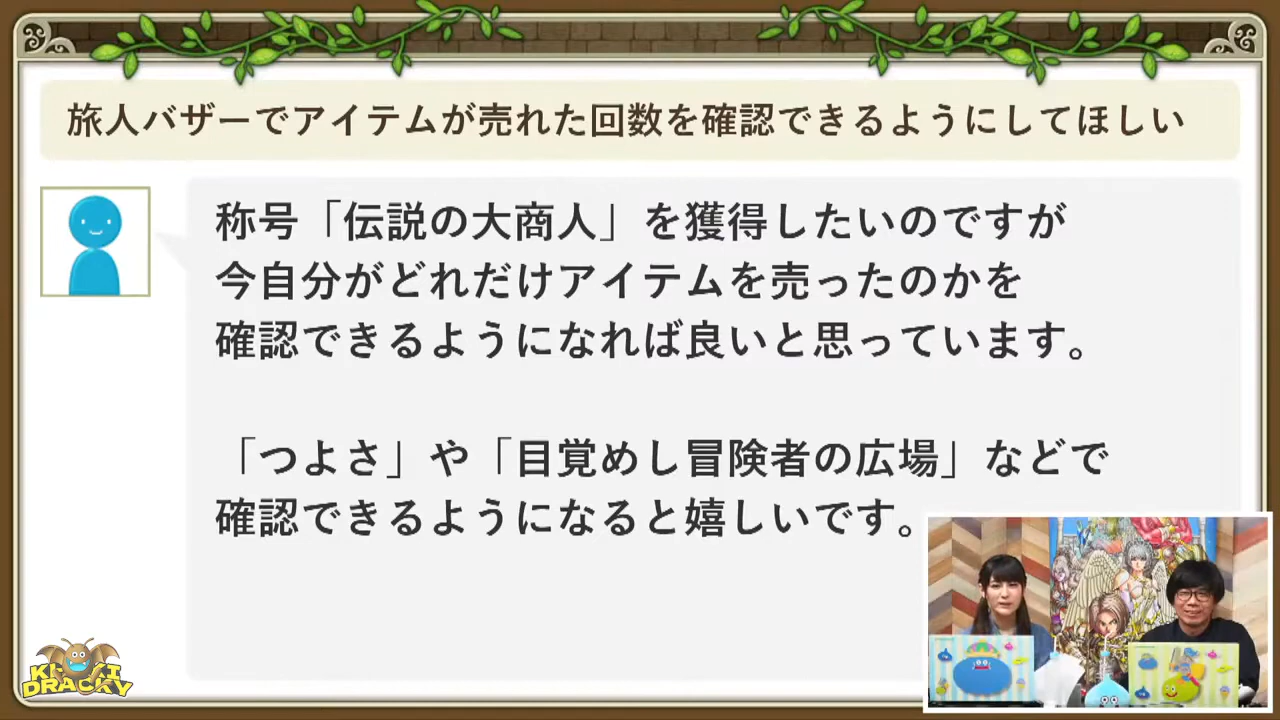 旅人バザーでアイテムが売れた回数を確認できるようにしてほしい
称号「伝説の大商人」を獲得したいのですが
今自分がどれだけアイテムを売ったのかを
確認できるようになれば良いと思っています。
「つよさ」や「目覚めし冒険者の広場」などで
確認できるようになると嬉しいです。
DRACKY